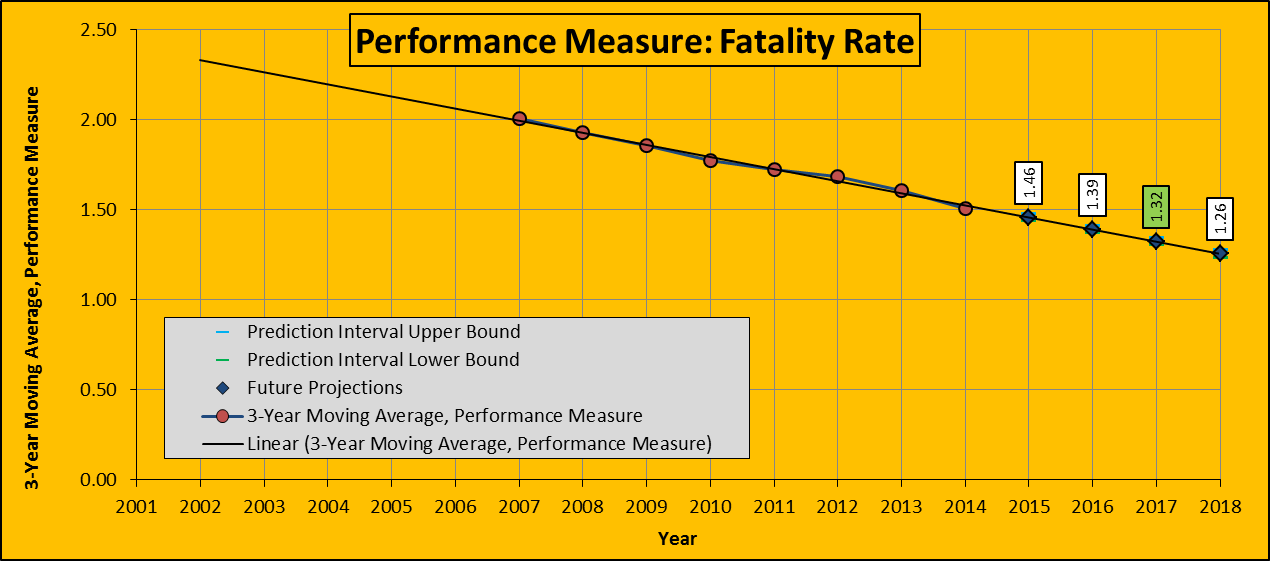 Performance Measure: Fatality Rate
3-Year Moving Average, Performance Measure
2.50
2.00
1.50
1.00
0.50
0.00
1.46
1.39
1.32
1.26
Prediction Interval Upper Bound
Prediction Interval Lower Bound
Future Projections
3-Year Moving Average, Performance Measure
Linear (3-Year Moving Average, Performance Measure)
2001 2002 2003 2004 2005 2006 2007 2008 2009 2010 2011 2012 2013 2014 2015 2016 2017 2018
Year